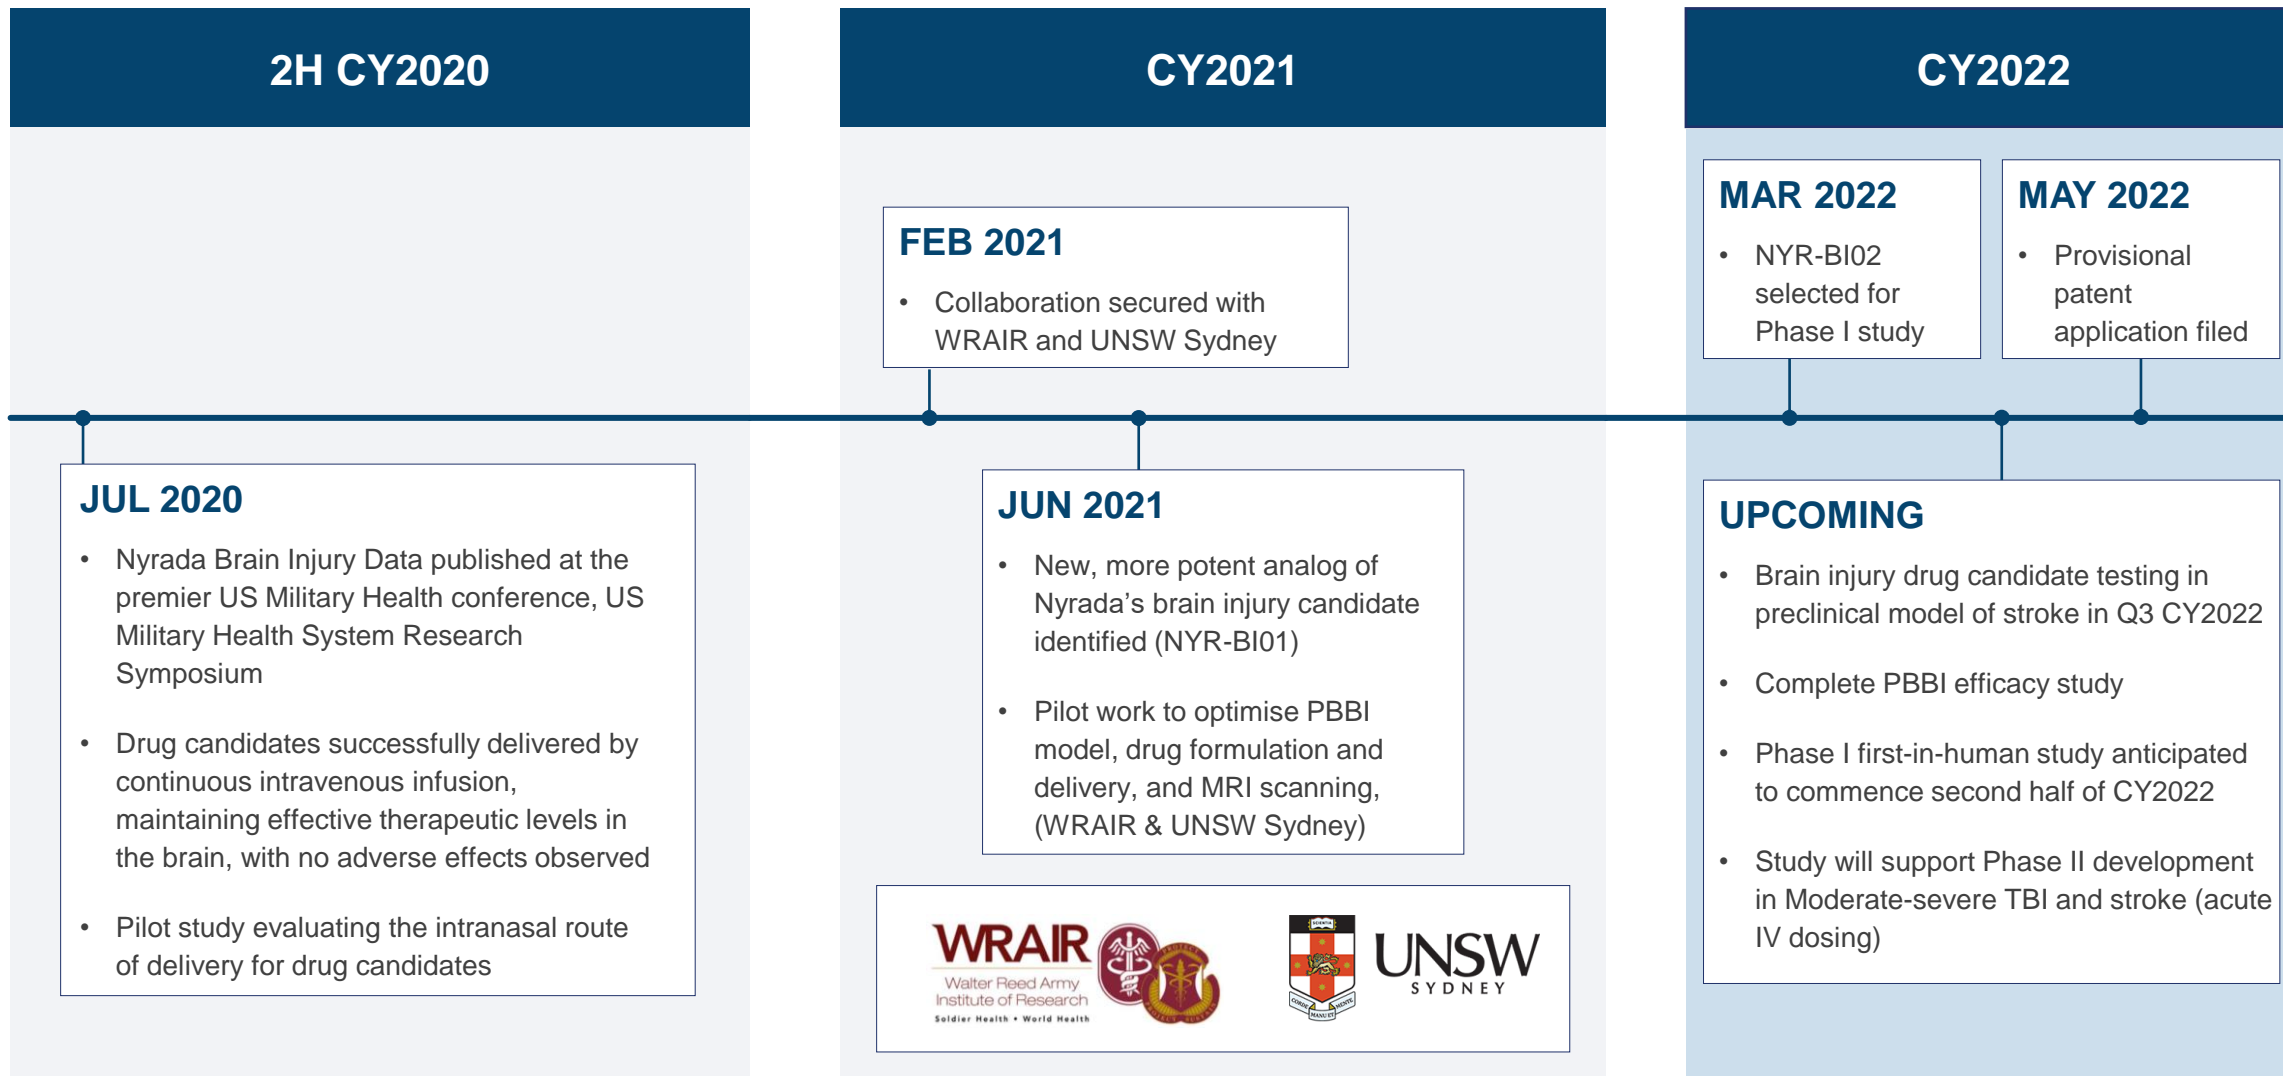 2H CY2020
CY2021
CY2022
JUL 2020
• Nyrada Brain Injury Data published at the
premier US Military Health conference, US
Military Health System Research
Symposium
• Drug candidates successfully delivered by
continuous intravenous infusion,
maintaining effective therapeutic levels in
the brain, with no adverse effects observed
• Pilot study evaluating the intranasal route
of delivery for drug candidates
FEB 2021
• Collaboration secured with
WRAIR and UNSW Sydney
JUN 2021
• New, more potent analog of
Nyrada’s brain injury candidate
identified (NYR-BI01)
• Pilot work to optimise PBBI
model, drug formulation and
delivery, and MRI scanning,
(WRAIR & UNSW Sydney)
WRAIR
Walter Reed Army
Institute of Research
Soldier Health • World Health
SCIENTIA
CORDE
MANU ET
MENTE
UNSW
SYDNEY
MAR 2022
• NYR-BI02
selected for
Phase I study
MAY 2022
• Provisional
patent
application filed
UPCOMING
• Brain injury drug candidate testing in
preclinical model of stroke in Q3 CY2022
• Complete PBBI efficacy study
• Phase I first-in-human study anticipated
to commence second half of CY2022
• Study will support Phase II development
in Moderate-severe TBI and stroke (acute
IV dosing)